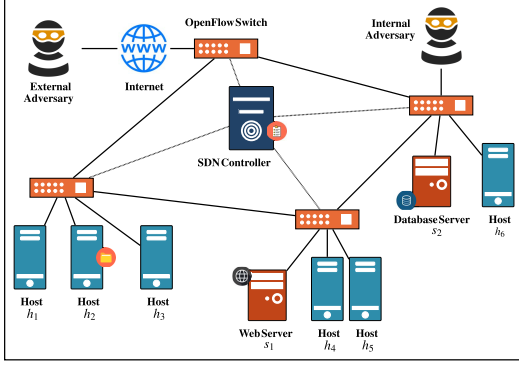 OpenFlow Switch
Internal
Adversary
WWW
External
Adversary
Internet
SDN Controller
Database Server
s2
Host
h6
Host
h1
Host
h2
Host
h3
Web Server
s1
Host
h4
Host
h5